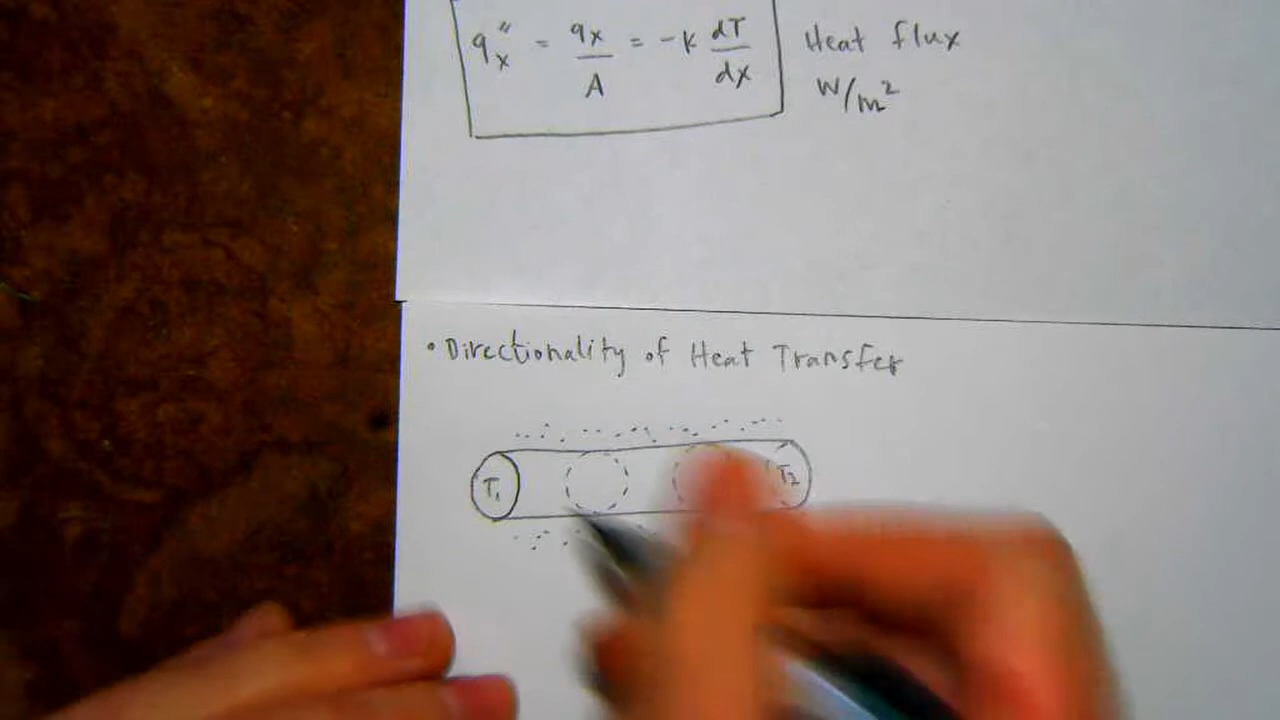 q″ₓ = qₓ/A = -k dT/dx Heat flux
W/m²
• Directionality of Heat Transfer
T₁ T₂